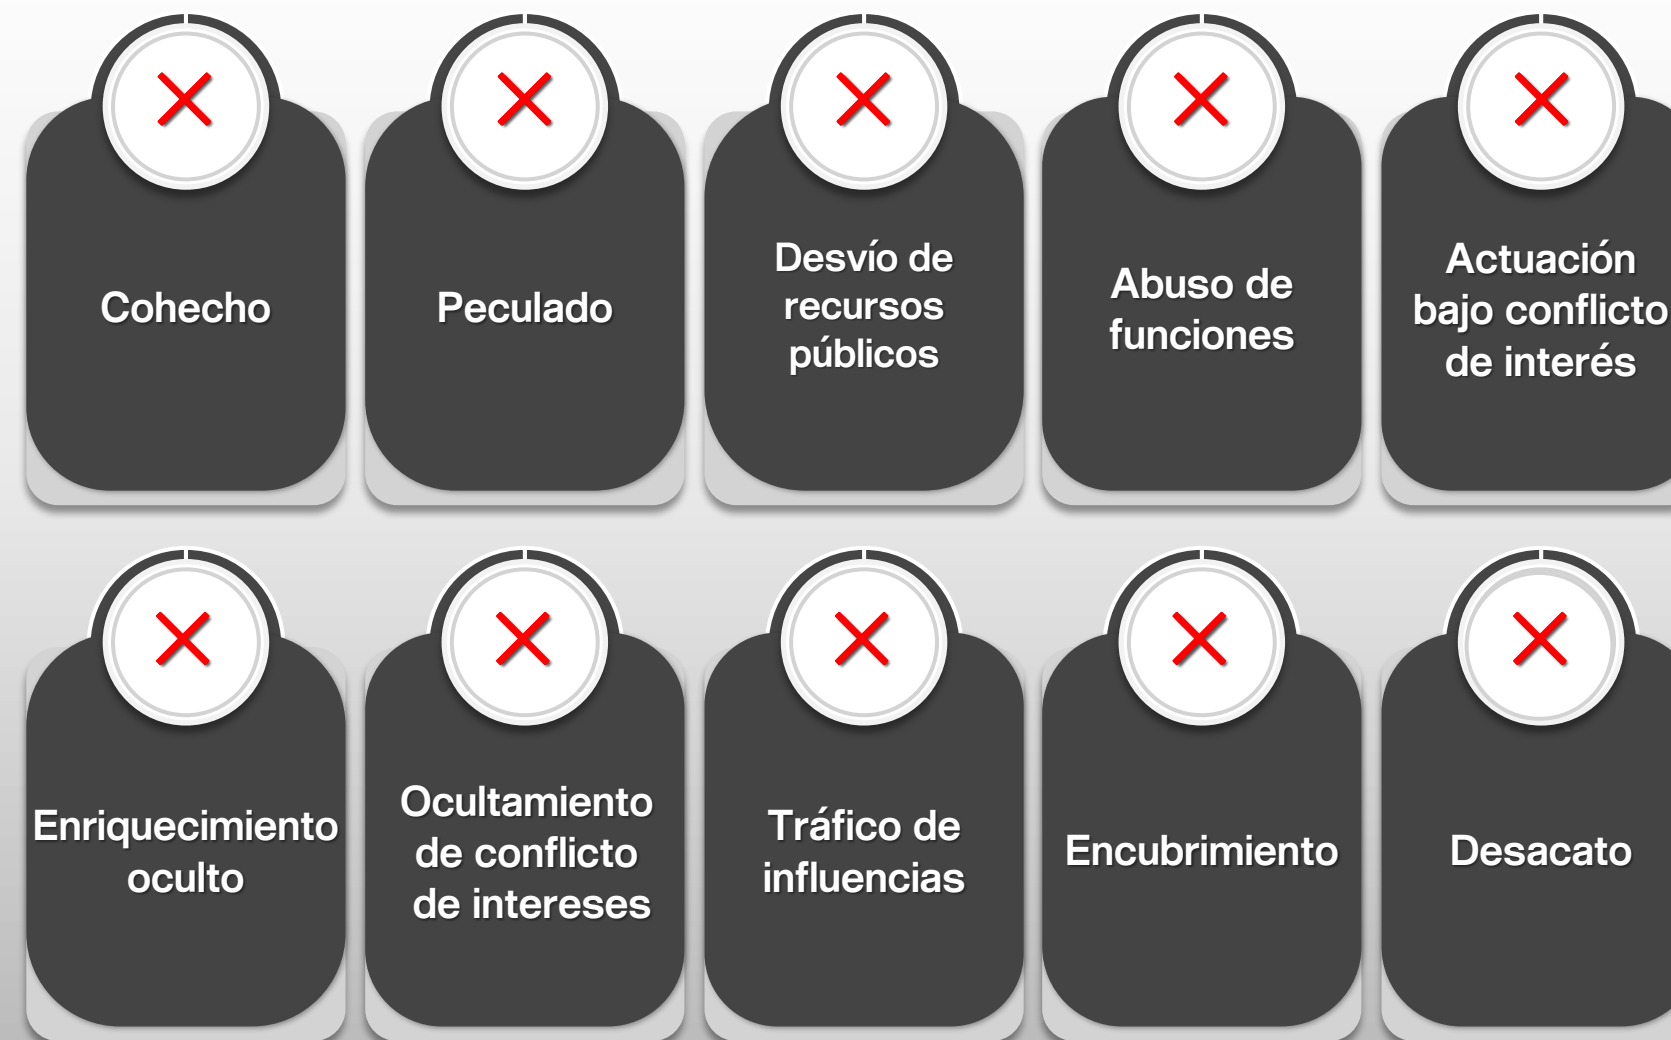 Cohecho
Peculado
Desvío de
recursos
públicos
Abuso de
funciones
Actuación
bajo conflicto
de interés
Enriquecimiento
oculto
Ocultamiento
de conflicto
de intereses
Tráfico de
influencias
Encubrimiento
Desacato